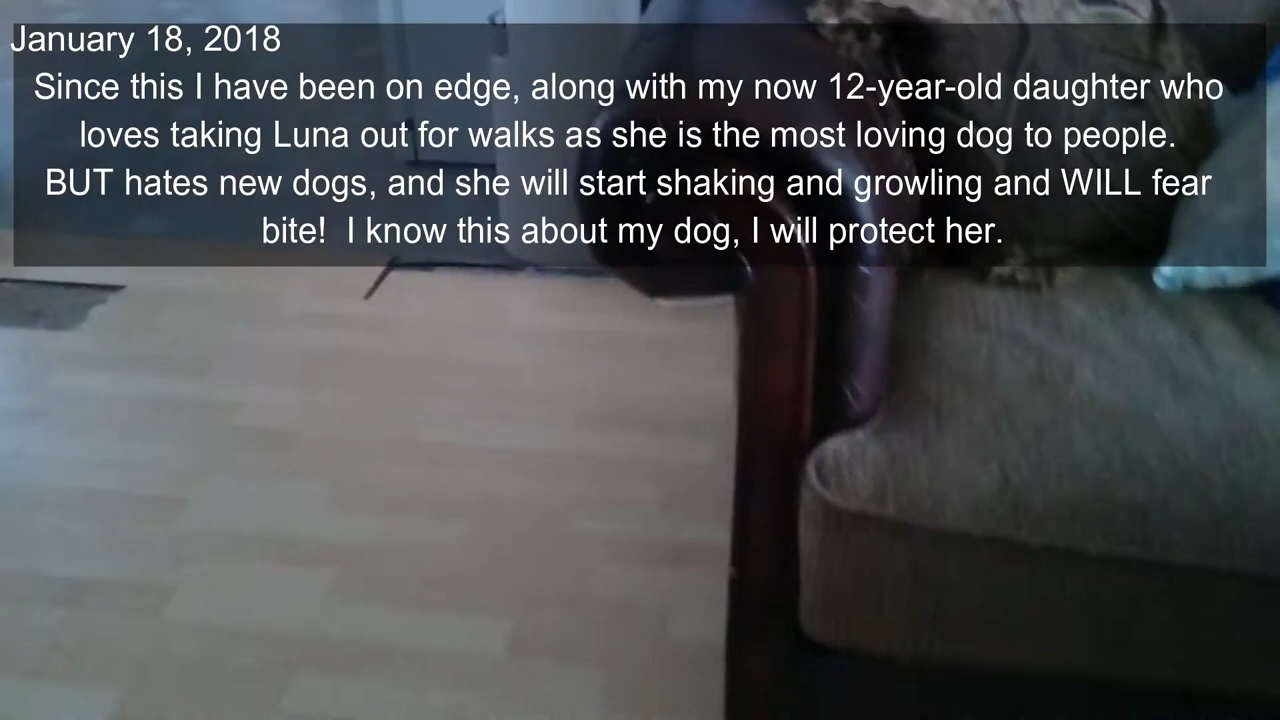 January 18, 2018
Since this I have been on edge, along with my now 12-year-old daughter who
loves taking Luna out for walks as she is the most loving dog to people.
BUT hates new dogs, and she will start shaking and growling and WILL fear
bite!  I know this about my dog, I will protect her.